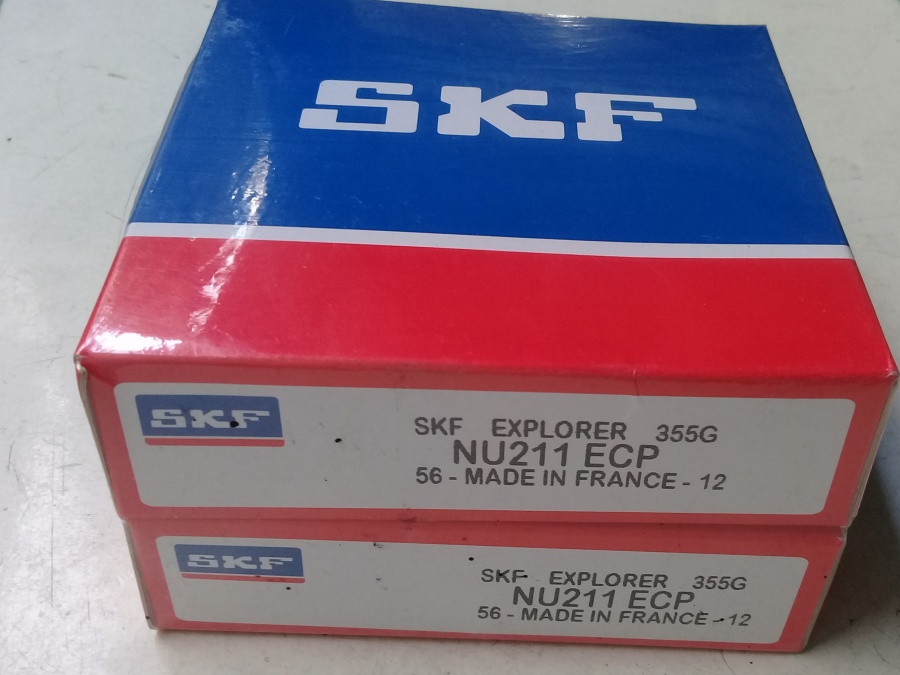 SKF
SKF
SKF EXPLORER 355G
NU211 ECP
56 - MADE IN FRANCE - 12
SKF
SKF EXPLORER 355G
NU211 ECP
56 - MADE IN FRANCE - 12